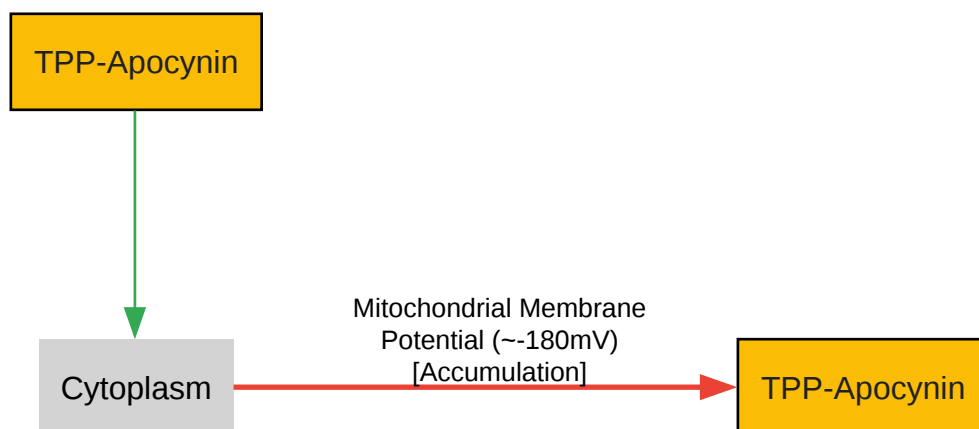 TPP-Apocynin
Mitochondrial Membrane
Potential (~-180mV)
[Accumulation]
Cytoplasm
TPP-Apocynin